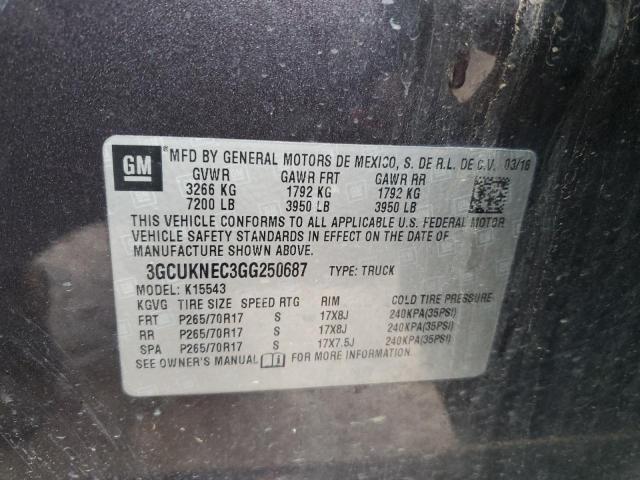 GM MFD BY GENERAL MOTORS DE MEXICO, S. DE R.L. DE C.V. 03/16
GVWR GAWR FRT GAWR RR
3266 KG 1792 KG 1792 KG
7200 LB 3950 LB 3950 LB
THIS VEHICLE CONFORMS TO ALL APPLICABLE U.S. FEDERAL MOTOR
VEHICLE SAFETY STANDARDS IN EFFECT ON THE DATE OF
MANUFACTURE SHOWN ABOVE.
3GCUKNEC3GG250687 TYPE: TRUCK
MODEL: K15543
KGVG TIRE SIZE SPEED RTG RIM COLD TIRE PRESSURE
FRT P265/70R17 S 17X8J 240KPA(35PSI)
RR P265/70R17 S 17X8J 240KPA(35PSI)
SPA P265/70R17 S 17X7.5J 240KPA(35PSI)
SEE OWNER'S MANUAL FOR MORE INFORMATION.